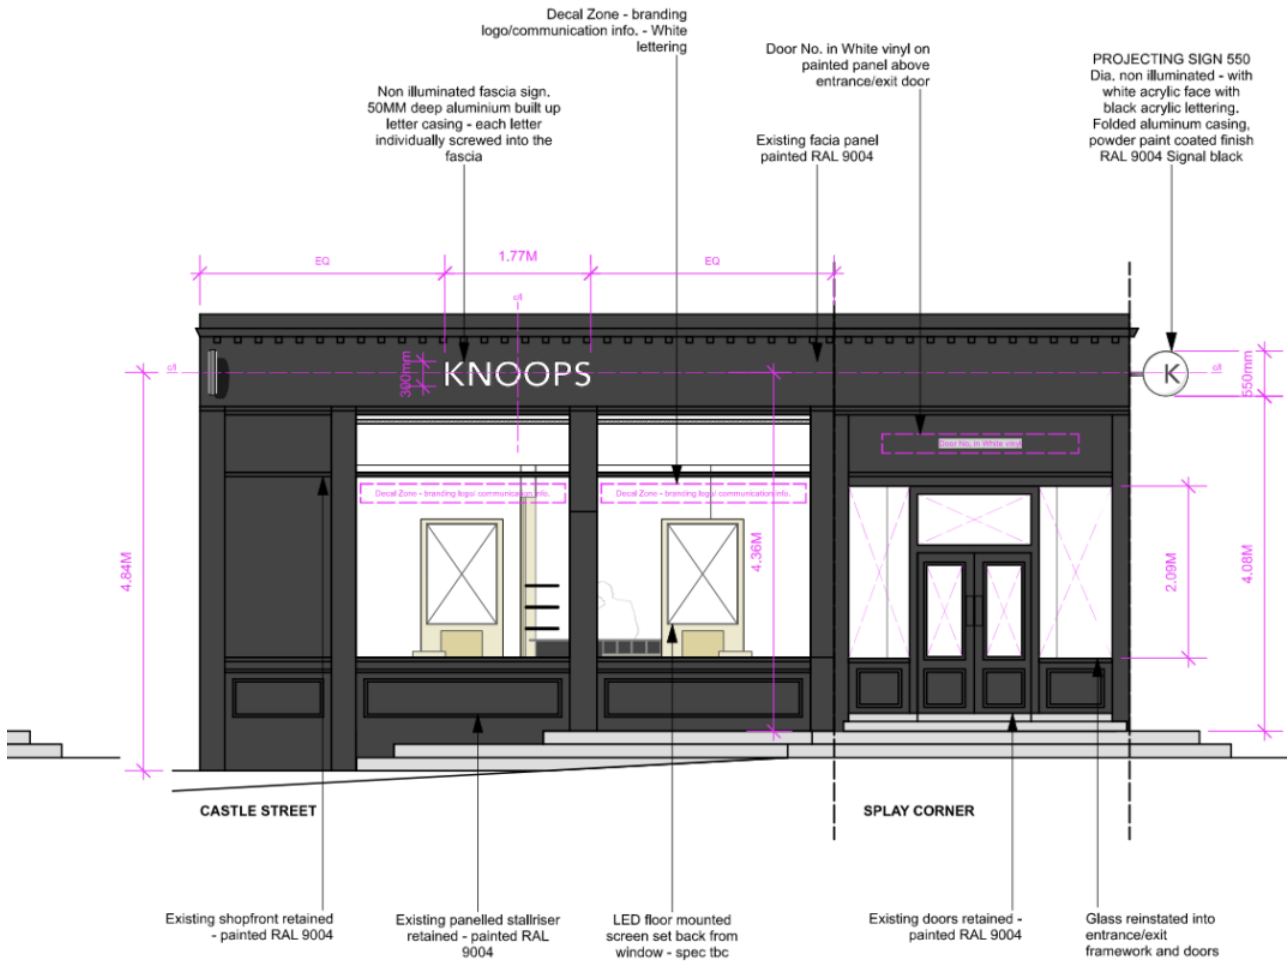 Decal Zone - branding
logo/communication info. - White
lettering
Door No. in White vinyl on
painted panel above
entrance/exit door
PROJECTING SIGN 550
Dia. non illuminated - with
white acrylic face with
black acrylic lettering.
Folded aluminum casing,
powder paint coated finish
RAL 9004 Signal black
Non illuminated fascia sign.
50MM deep aluminium built up
letter casing - each letter
individually screwed into the
fascia
Existing facia panel
painted RAL 9004
EQ
1.77M
EQ
c/l
c/l
300mm
KNOOPS
K
c/l
550mm
Door No. in White vinyl
Decal Zone - branding logo/ communication info.
Decal Zone - branding logo/ communication info.
4.84M
4.36M
2.09M
4.08M
CASTLE STREET
SPLAY CORNER
Existing shopfront retained
- painted RAL 9004
Existing panelled stallriser
retained - painted RAL
9004
LED floor mounted
screen set back from
window - spec tbc
Existing doors retained -
painted RAL 9004
Glass reinstated into
entrance/exit
framework and doors